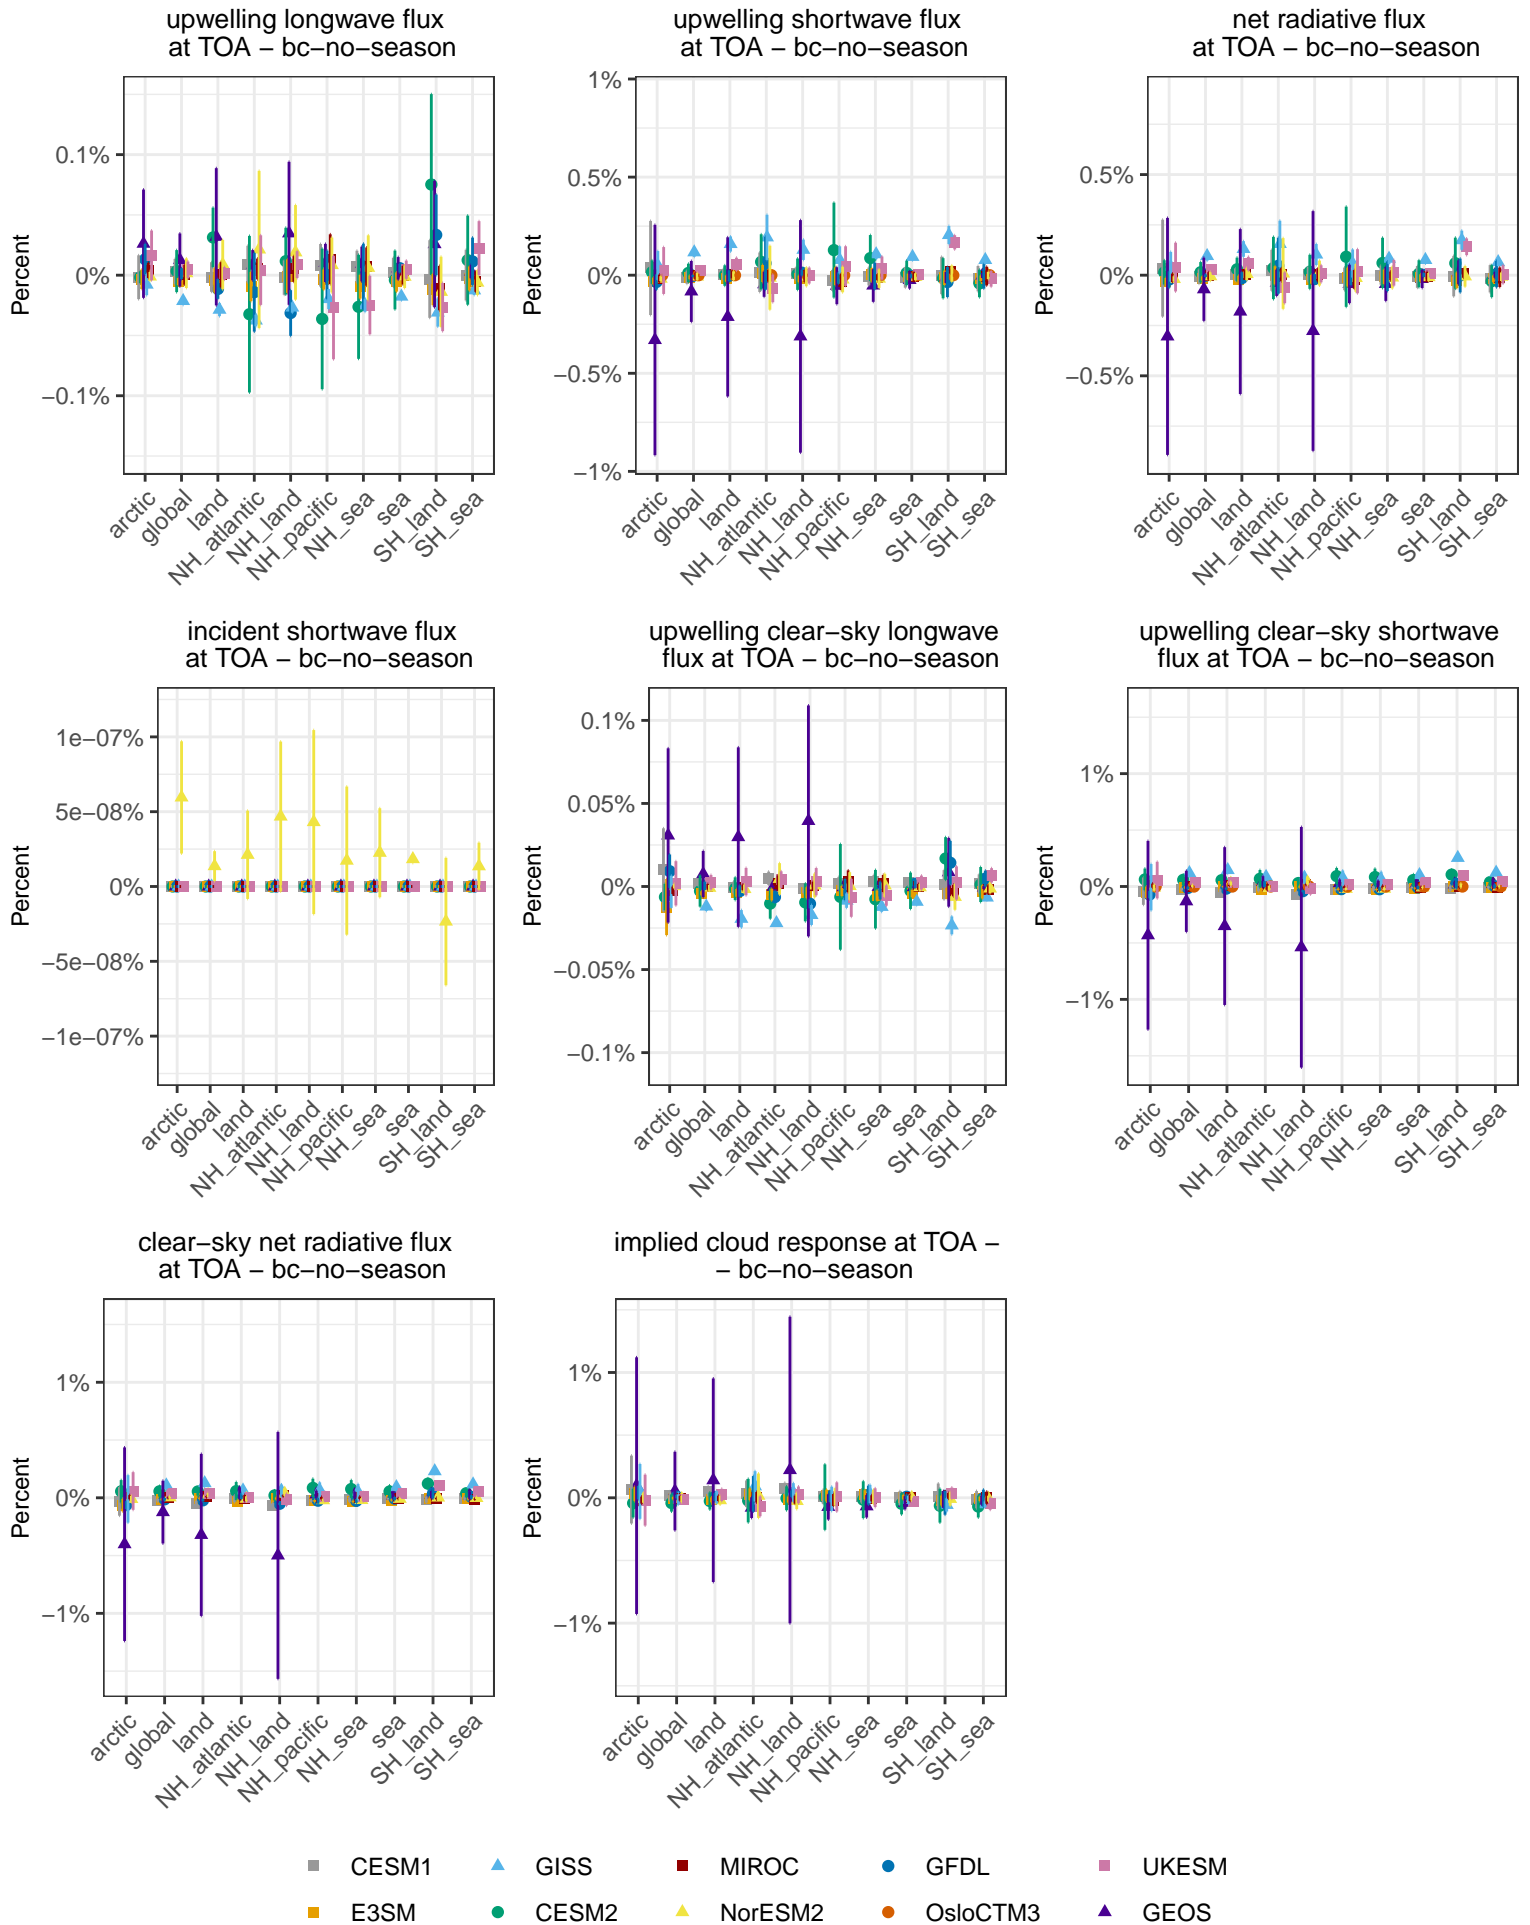 upwelling longwave flux
at TOA − bc−no−season
upwelling shortwave flux
at TOA − bc−no−season
net radiative flux
at TOA − bc−no−season
Percent
0.1%
0%
−0.1%
arctic
global
land
NH_atlantic
NH_land
NH_pacific
NH_sea
sea
SH_land
SH_sea
1%
0.5%
0%
−0.5%
−1%
arctic
global
land
NH_atlantic
NH_land
NH_pacific
NH_sea
sea
SH_land
SH_sea
Percent
Percent
0.5%
0%
−0.5%
arctic
global
land
NH_atlantic
NH_land
NH_pacific
NH_sea
sea
SH_land
SH_sea
incident shortwave flux
at TOA − bc−no−season
upwelling clear−sky longwave
flux at TOA − bc−no−season
upwelling clear−sky shortwave
flux at TOA − bc−no−season
Percent
1e−07%
5e−08%
0%
−5e−08%
−1e−07%
arctic
global
land
NH_atlantic
NH_land
NH_pacific
NH_sea
sea
SH_land
SH_sea
Percent
0.1%
0.05%
0%
−0.05%
−0.1%
arctic
global
land
NH_atlantic
NH_land
NH_pacific
NH_sea
sea
SH_land
SH_sea
Percent
1%
0%
−1%
arctic
global
land
NH_atlantic
NH_land
NH_pacific
NH_sea
sea
SH_land
SH_sea
clear−sky net radiative flux
at TOA − bc−no−season
implied cloud response at TOA −
− bc−no−season
Percent
1%
0%
−1%
arctic
global
land
NH_atlantic
NH_land
NH_pacific
NH_sea
sea
SH_land
SH_sea
Percent
1%
0%
−1%
arctic
global
land
NH_atlantic
NH_land
NH_pacific
NH_sea
sea
SH_land
SH_sea
CESM1 GISS MIROC GFDL UKESM
E3SM CESM2 NorESM2 OsloCTM3 GEOS